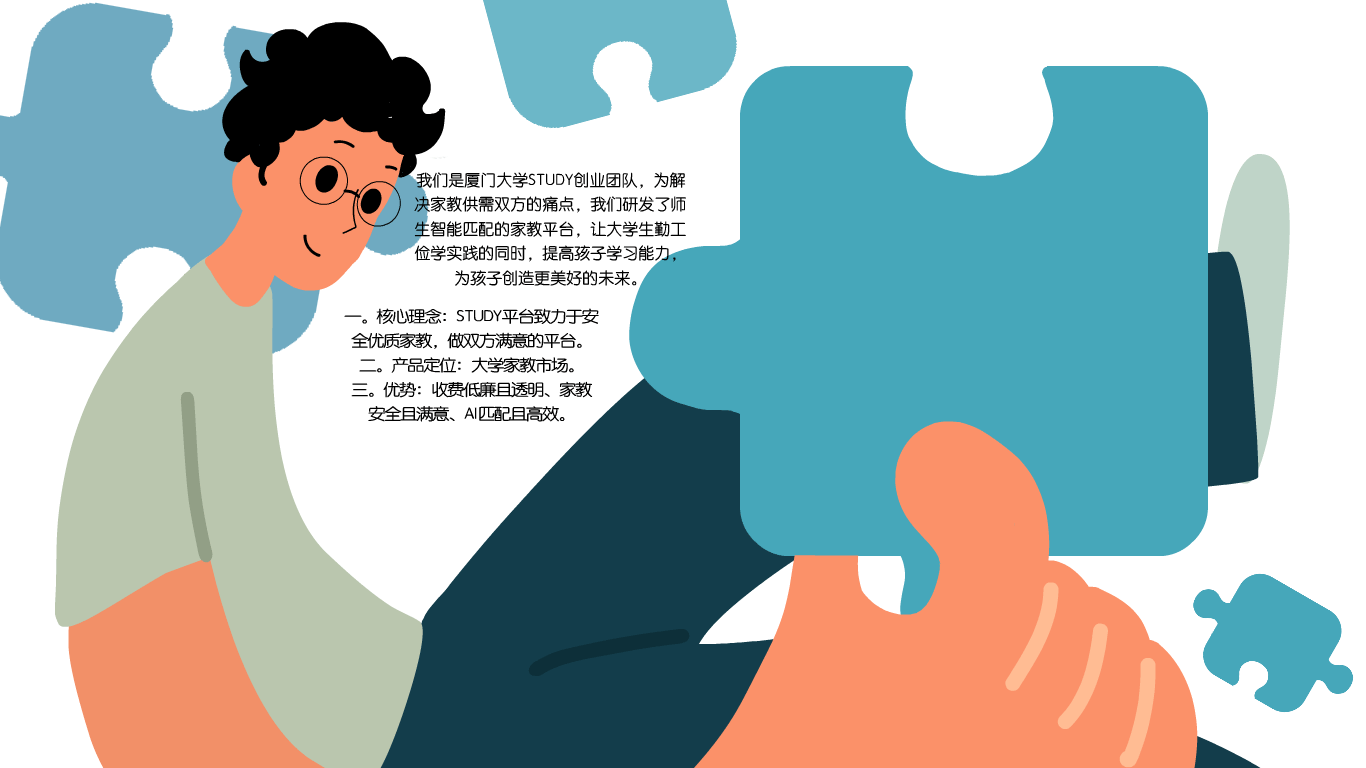 我们是厦门大学STUDY创业团队，为解
决家教供需双方的痛点，我们研发了师
生智能匹配的家教平台，让大学生勤工
俭学实践的同时，提高孩子学习能力，
为孩子创造更美好的未来。
一。核心理念：STUDY平台致力于安
全优质家教，做双方满意的平台。
二。产品定位：大学家教市场。
三。优势：收费低廉且透明、家教
安全且满意、AI匹配且高效。